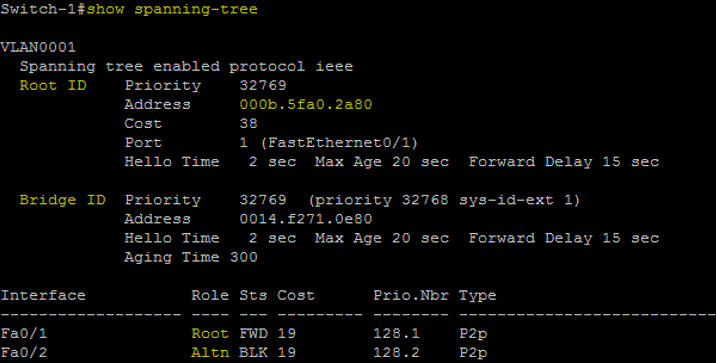 Switch-1#show spanning-tree
VLAN0001
Spanning tree enabled protocol ieee
Root ID Priority 32769
Address 000b.5fa0.2a80
Cost 38
Port 1 (FastEthernet0/1)
Hello Time 2 sec Max Age 20 sec Forward Delay 15 sec
Bridge ID Priority 32769 (priority 32768 sys-id-ext 1)
Address 0014.f271.0e80
Hello Time 2 sec Max Age 20 sec Forward Delay 15 sec
Aging Time 300
Interface Role Sts Cost Prio.Nbr Type
------------------- ---- --- --------- -------- --------------------------------
Fa0/1 Root FWD 19 128.1 P2p
Fa0/2 Altn BLK 19 128.2 P2p